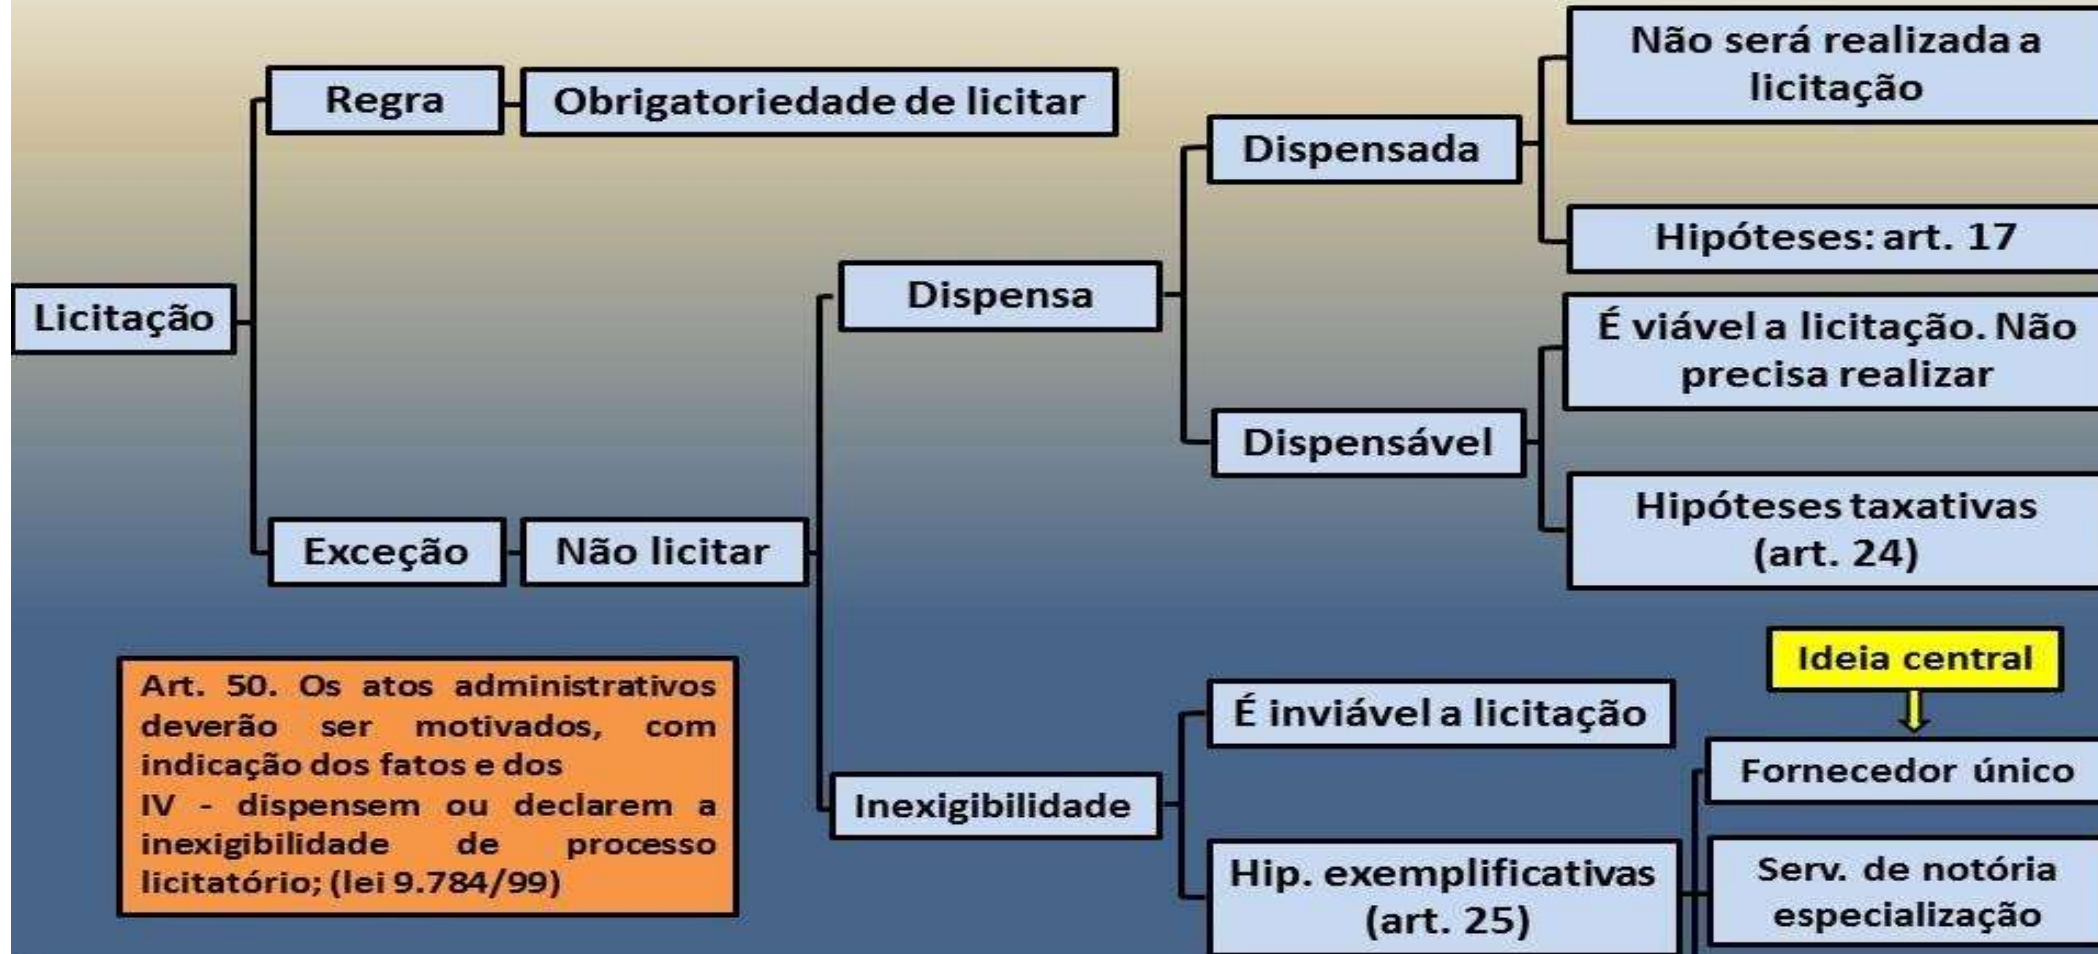 Licitação
Regra
Obrigatoriedade de licitar
Exceção
Não licitar
Dispensa
Dispensada
Não será realizada a
licitação
Hipóteses: art. 17
Dispensável
É viável a licitação. Não
precisa realizar
Hipóteses taxativas
(art. 24)
Inexigibilidade
É inviável a licitação
Hip. exemplificativas
(art. 25)
Ideia central
Fornecedor único
Serv. de notória
especialização
Art. 50. Os atos administrativos
deverão ser motivados, com
indicação dos fatos e dos
IV - dispensem ou declarem a
inexigibilidade de processo
licitatório; (lei 9.784/99)